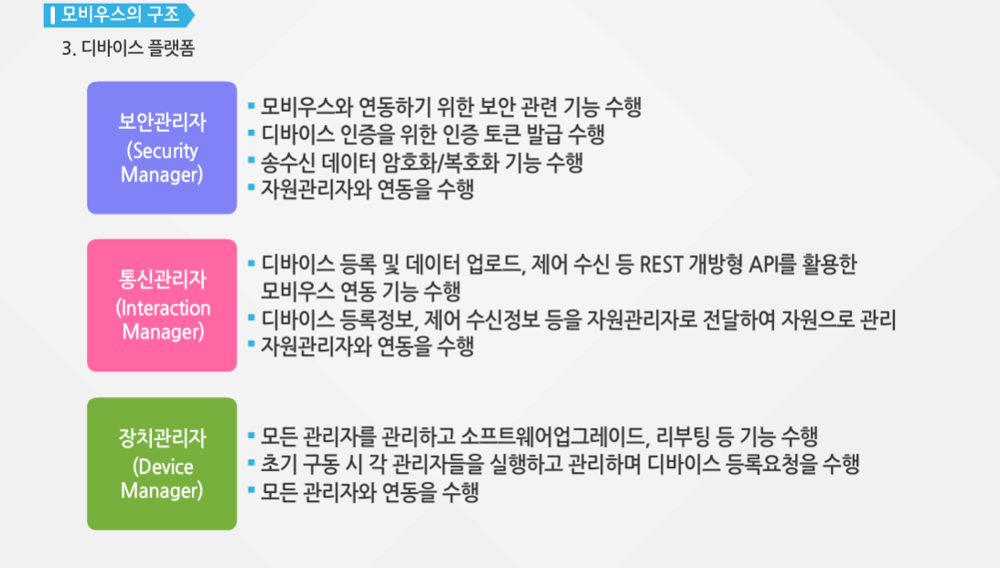 모비우스의 구조
3. 디바이스 플랫폼
보안관리자
(Security
Manager)
▪ 모비우스와 연동하기 위한 보안 관련 기능 수행
▪ 디바이스 인증을 위한 인증 토큰 발급 수행
▪ 송수신 데이터 암호화/복호화 기능 수행
▪ 자원관리자와 연동을 수행
통신관리자
(Interaction
Manager)
▪ 디바이스 등록 및 데이터 업로드, 제어 수신 등 REST 개방형 API를 활용한
모비우스 연동 기능 수행
▪ 디바이스 등록정보, 제어 수신정보 등을 자원관리자로 전달하여 자원으로 관리
▪ 자원관리자와 연동을 수행
장치관리자
(Device
Manager)
▪ 모든 관리자를 관리하고 소프트웨어업그레이드, 리부팅 등 기능 수행
▪ 초기 구동 시 각 관리자들을 실행하고 관리하며 디바이스 등록요청을 수행
▪ 모든 관리자와 연동을 수행